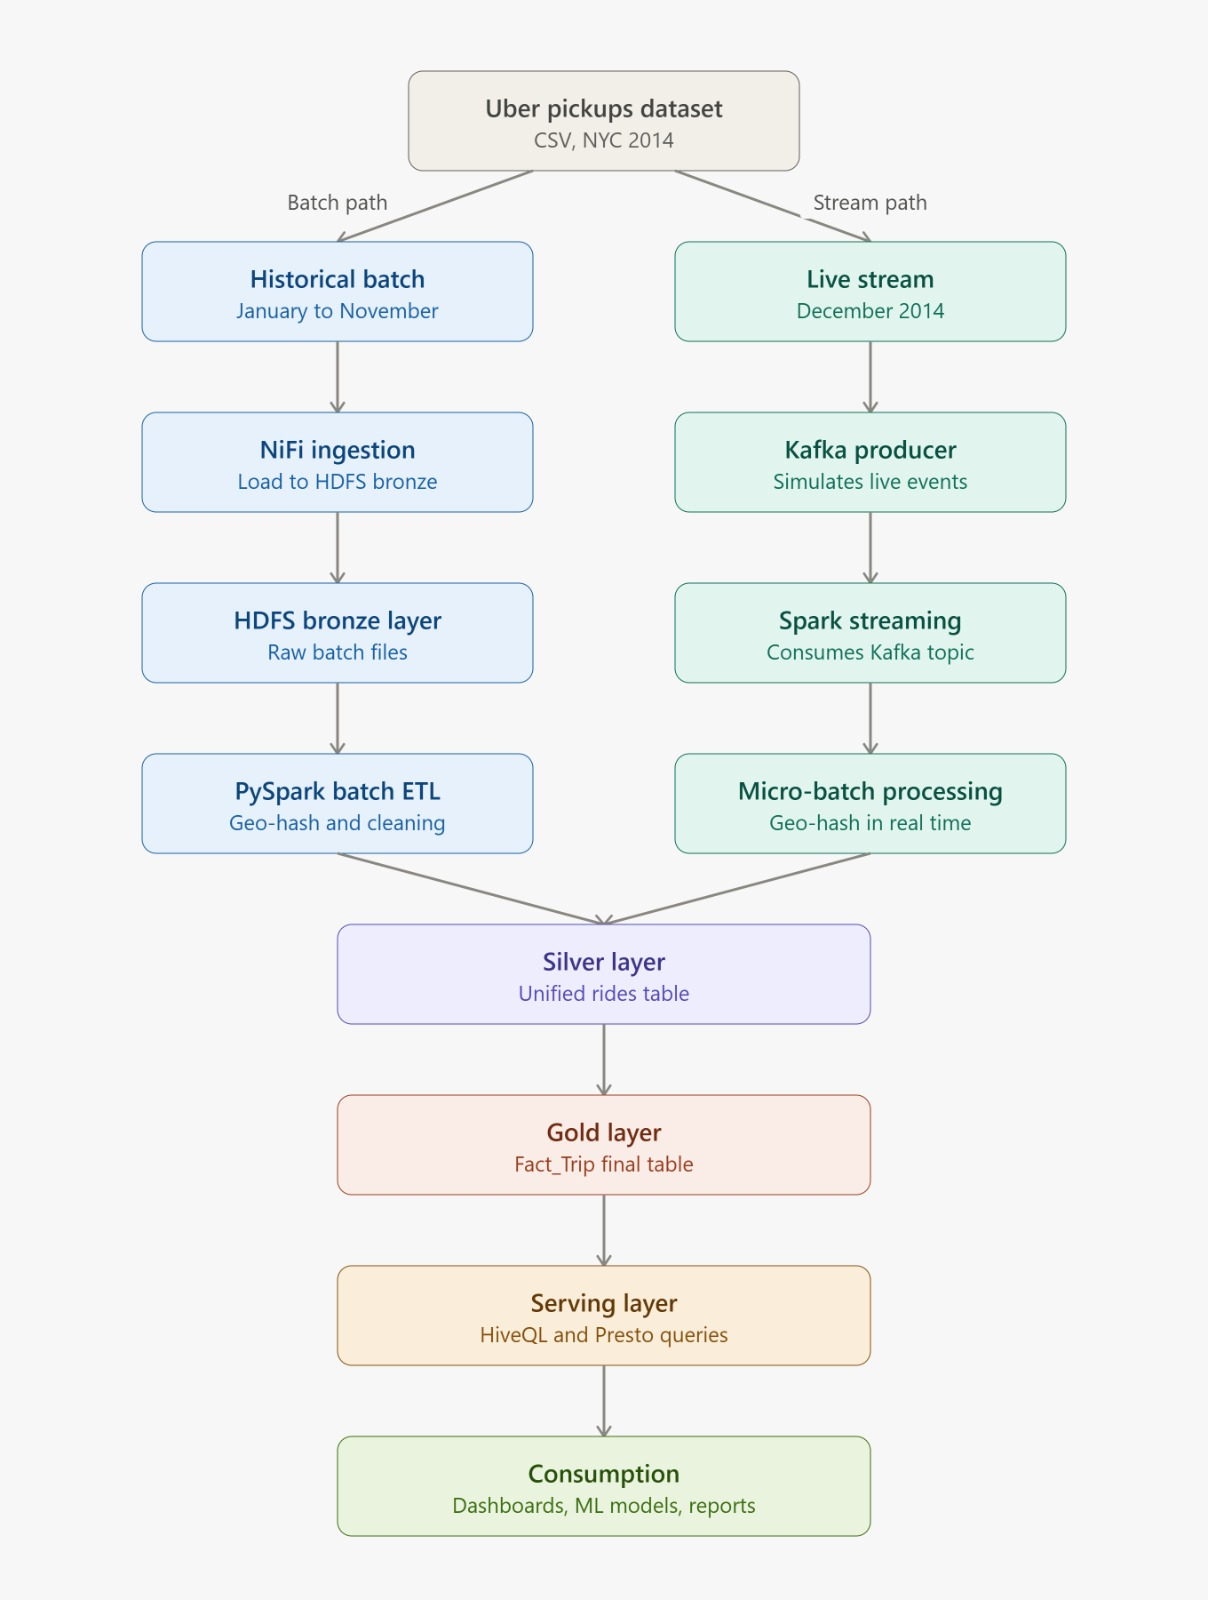 Uber pickups dataset
CSV, NYC 2014
Batch path
Stream path
Historical batch
January to November
Live stream
December 2014
NiFi ingestion
Load to HDFS bronze
Kafka producer
Simulates live events
HDFS bronze layer
Raw batch files
Spark streaming
Consumes Kafka topic
PySpark batch ETL
Geo-hash and cleaning
Micro-batch processing
Geo-hash in real time
Silver layer
Unified rides table
Gold layer
Fact_Trip final table
Serving layer
HiveQL and Presto queries
Consumption
Dashboards, ML models, reports